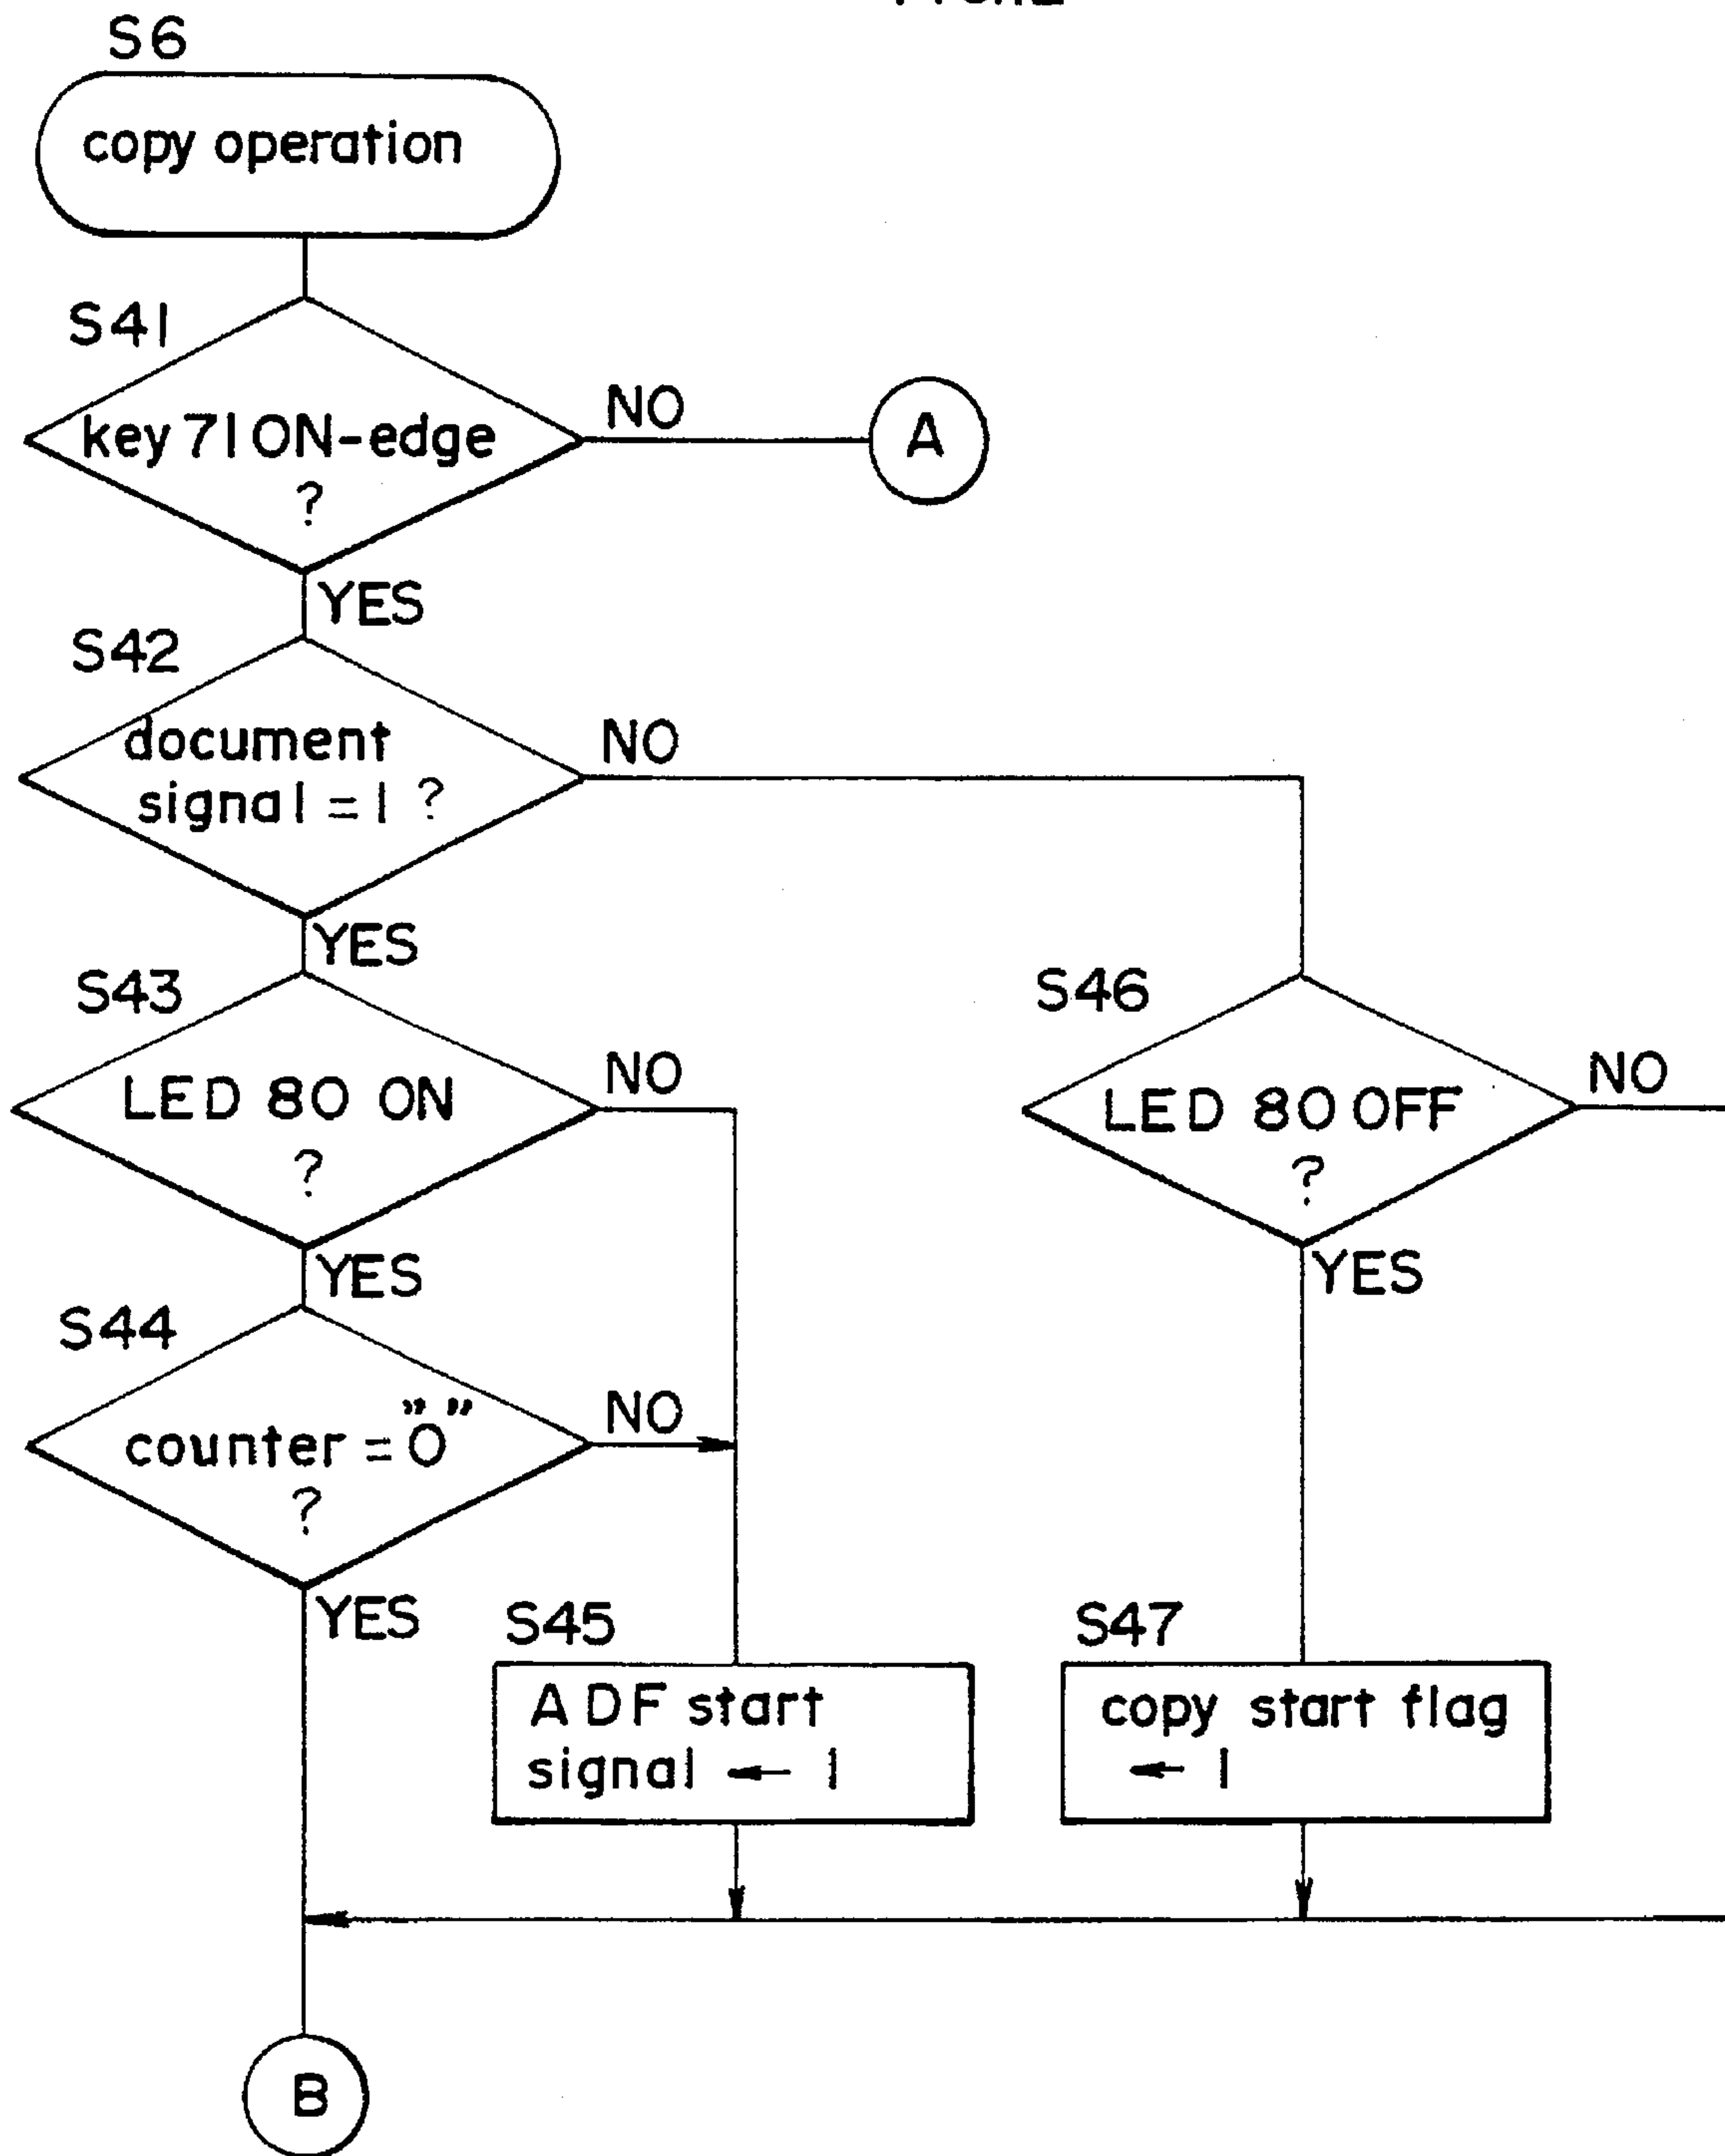 S6
copy operation
S41
key 71 ON-edge
?
NO
A
YES
S42
document
signal = 1 ?
NO
YES
S43
LED 80 ON
?
NO
S46
LED 80 OFF
?
NO
YES
YES
S44
counter = "0"
?
NO
YES
S45
ADF start
signal ← 1
S47
copy start flag
← 1
B